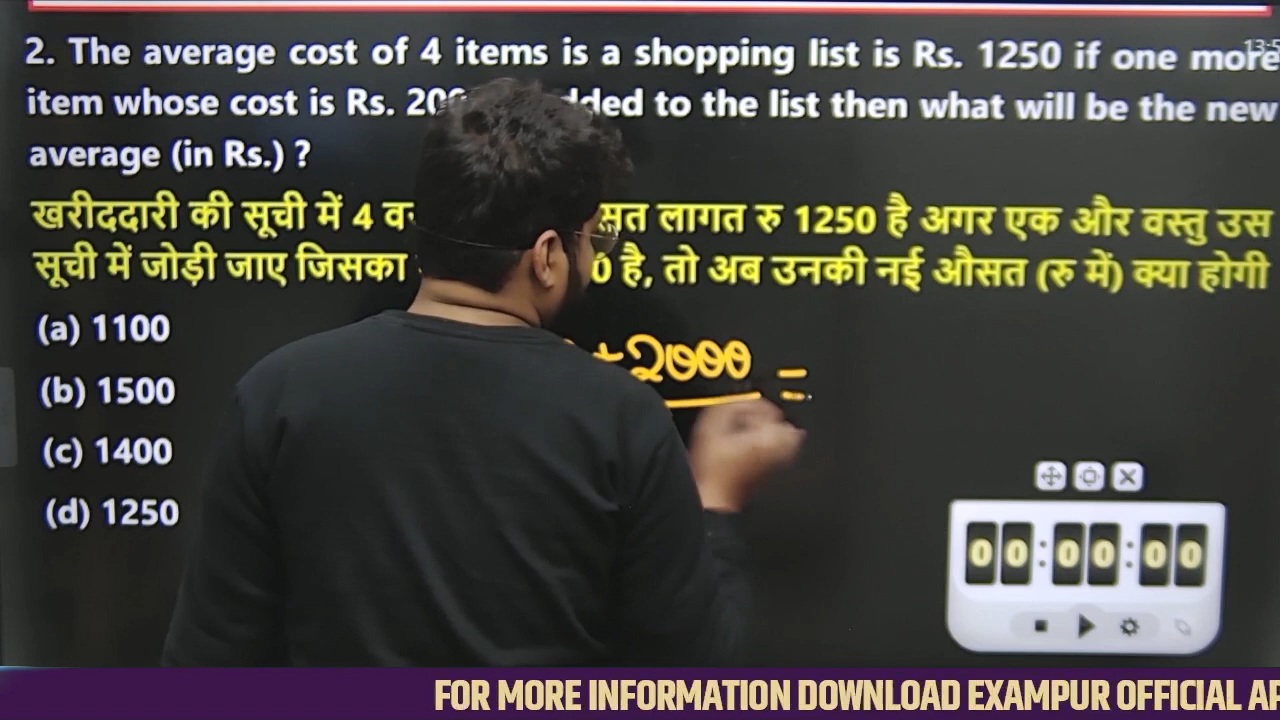 2. The average cost of 4 items is a shopping list is Rs. 1250 if one more
item whose cost is Rs. to the list then what will be the new
average (in Rs.) ?
खरीददारी की सूची में 4 लागत रु 1250 है अगर एक और वस्तु उस
सूची में जोड़ी जाए जिसका 0 है, तो अब उनकी नई औसत (रु में) क्या होगी
(a) 1100
+ 2000 =
(b) 1500
(c) 1400
(d) 1250
00:00:00
FOR MORE INFORMATION DOWNLOAD EXAMPUR OFFICIAL